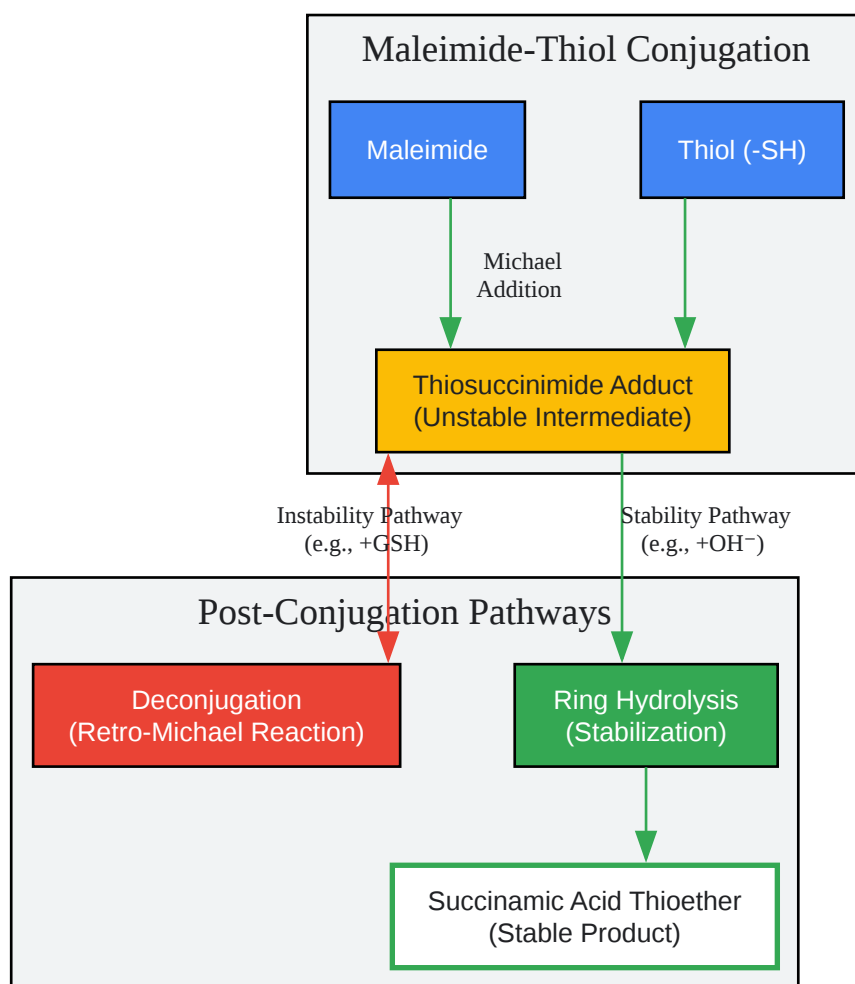 Maleimide-Thiol Conjugation
Maleimide
Thiol (-SH)
Michael
Addition
Thiosuccinimide Adduct
(Unstable Intermediate)
Instability Pathway
(e.g., +GSH)
Stability Pathway
(e.g., +OH⁻)
Post-Conjugation Pathways
Deconjugation
(Retro-Michael Reaction)
Ring Hydrolysis
(Stabilization)
Succinamic Acid Thioether
(Stable Product)